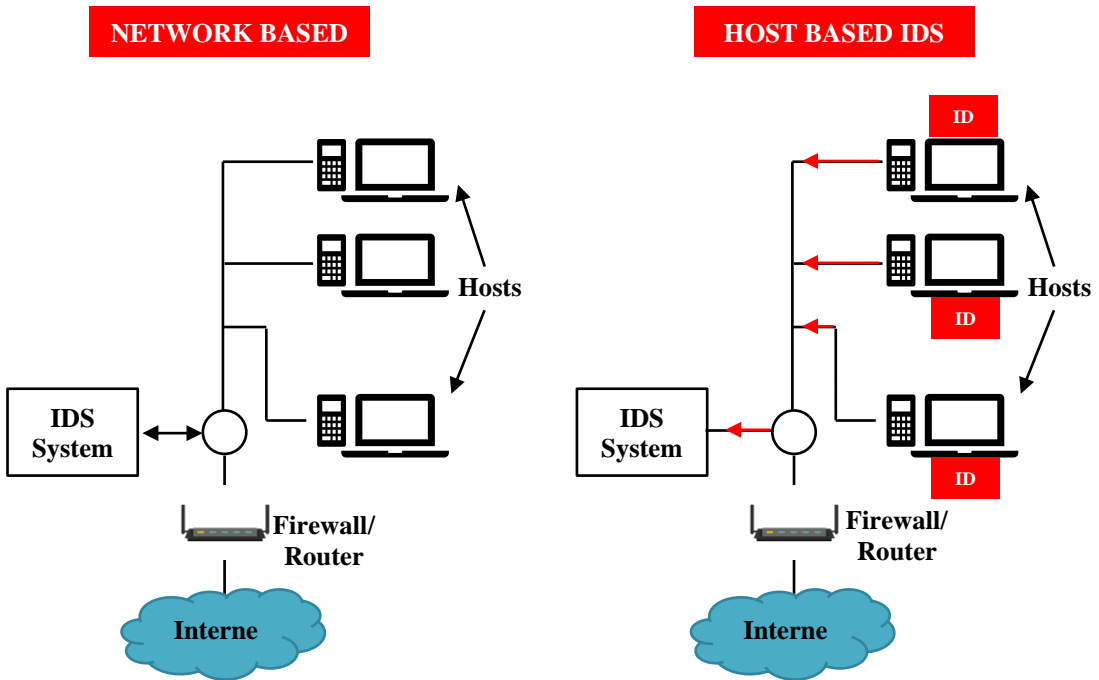 NETWORK BASED
Hosts
IDS
System
Firewall/
Router
Interne
HOST BASED IDS
ID
ID
Hosts
IDS
System
ID
Firewall/
Router
Interne